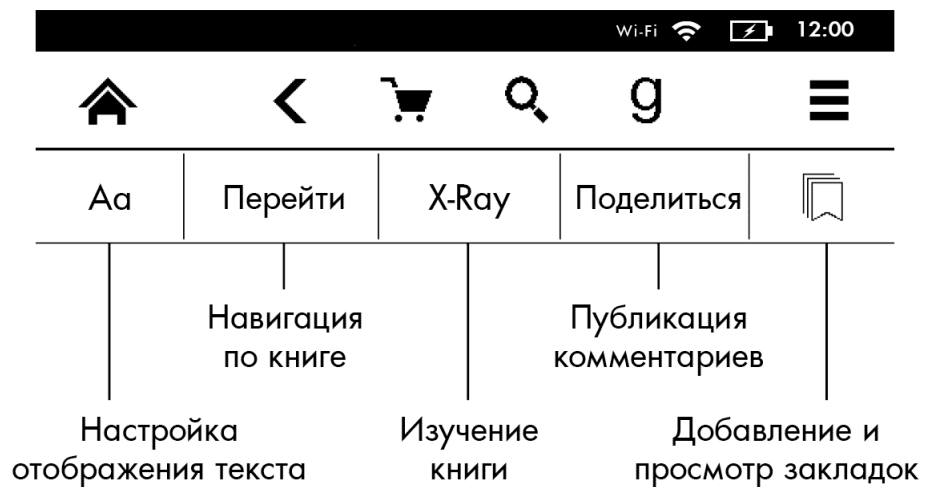 Wi-Fi 12:00
g
Aa Перейти X-Ray Поделиться
Навигация
по книге
Публикация
комментариев
Настройка
отображения текста
Изучение
книги
Добавление и
просмотр закладок